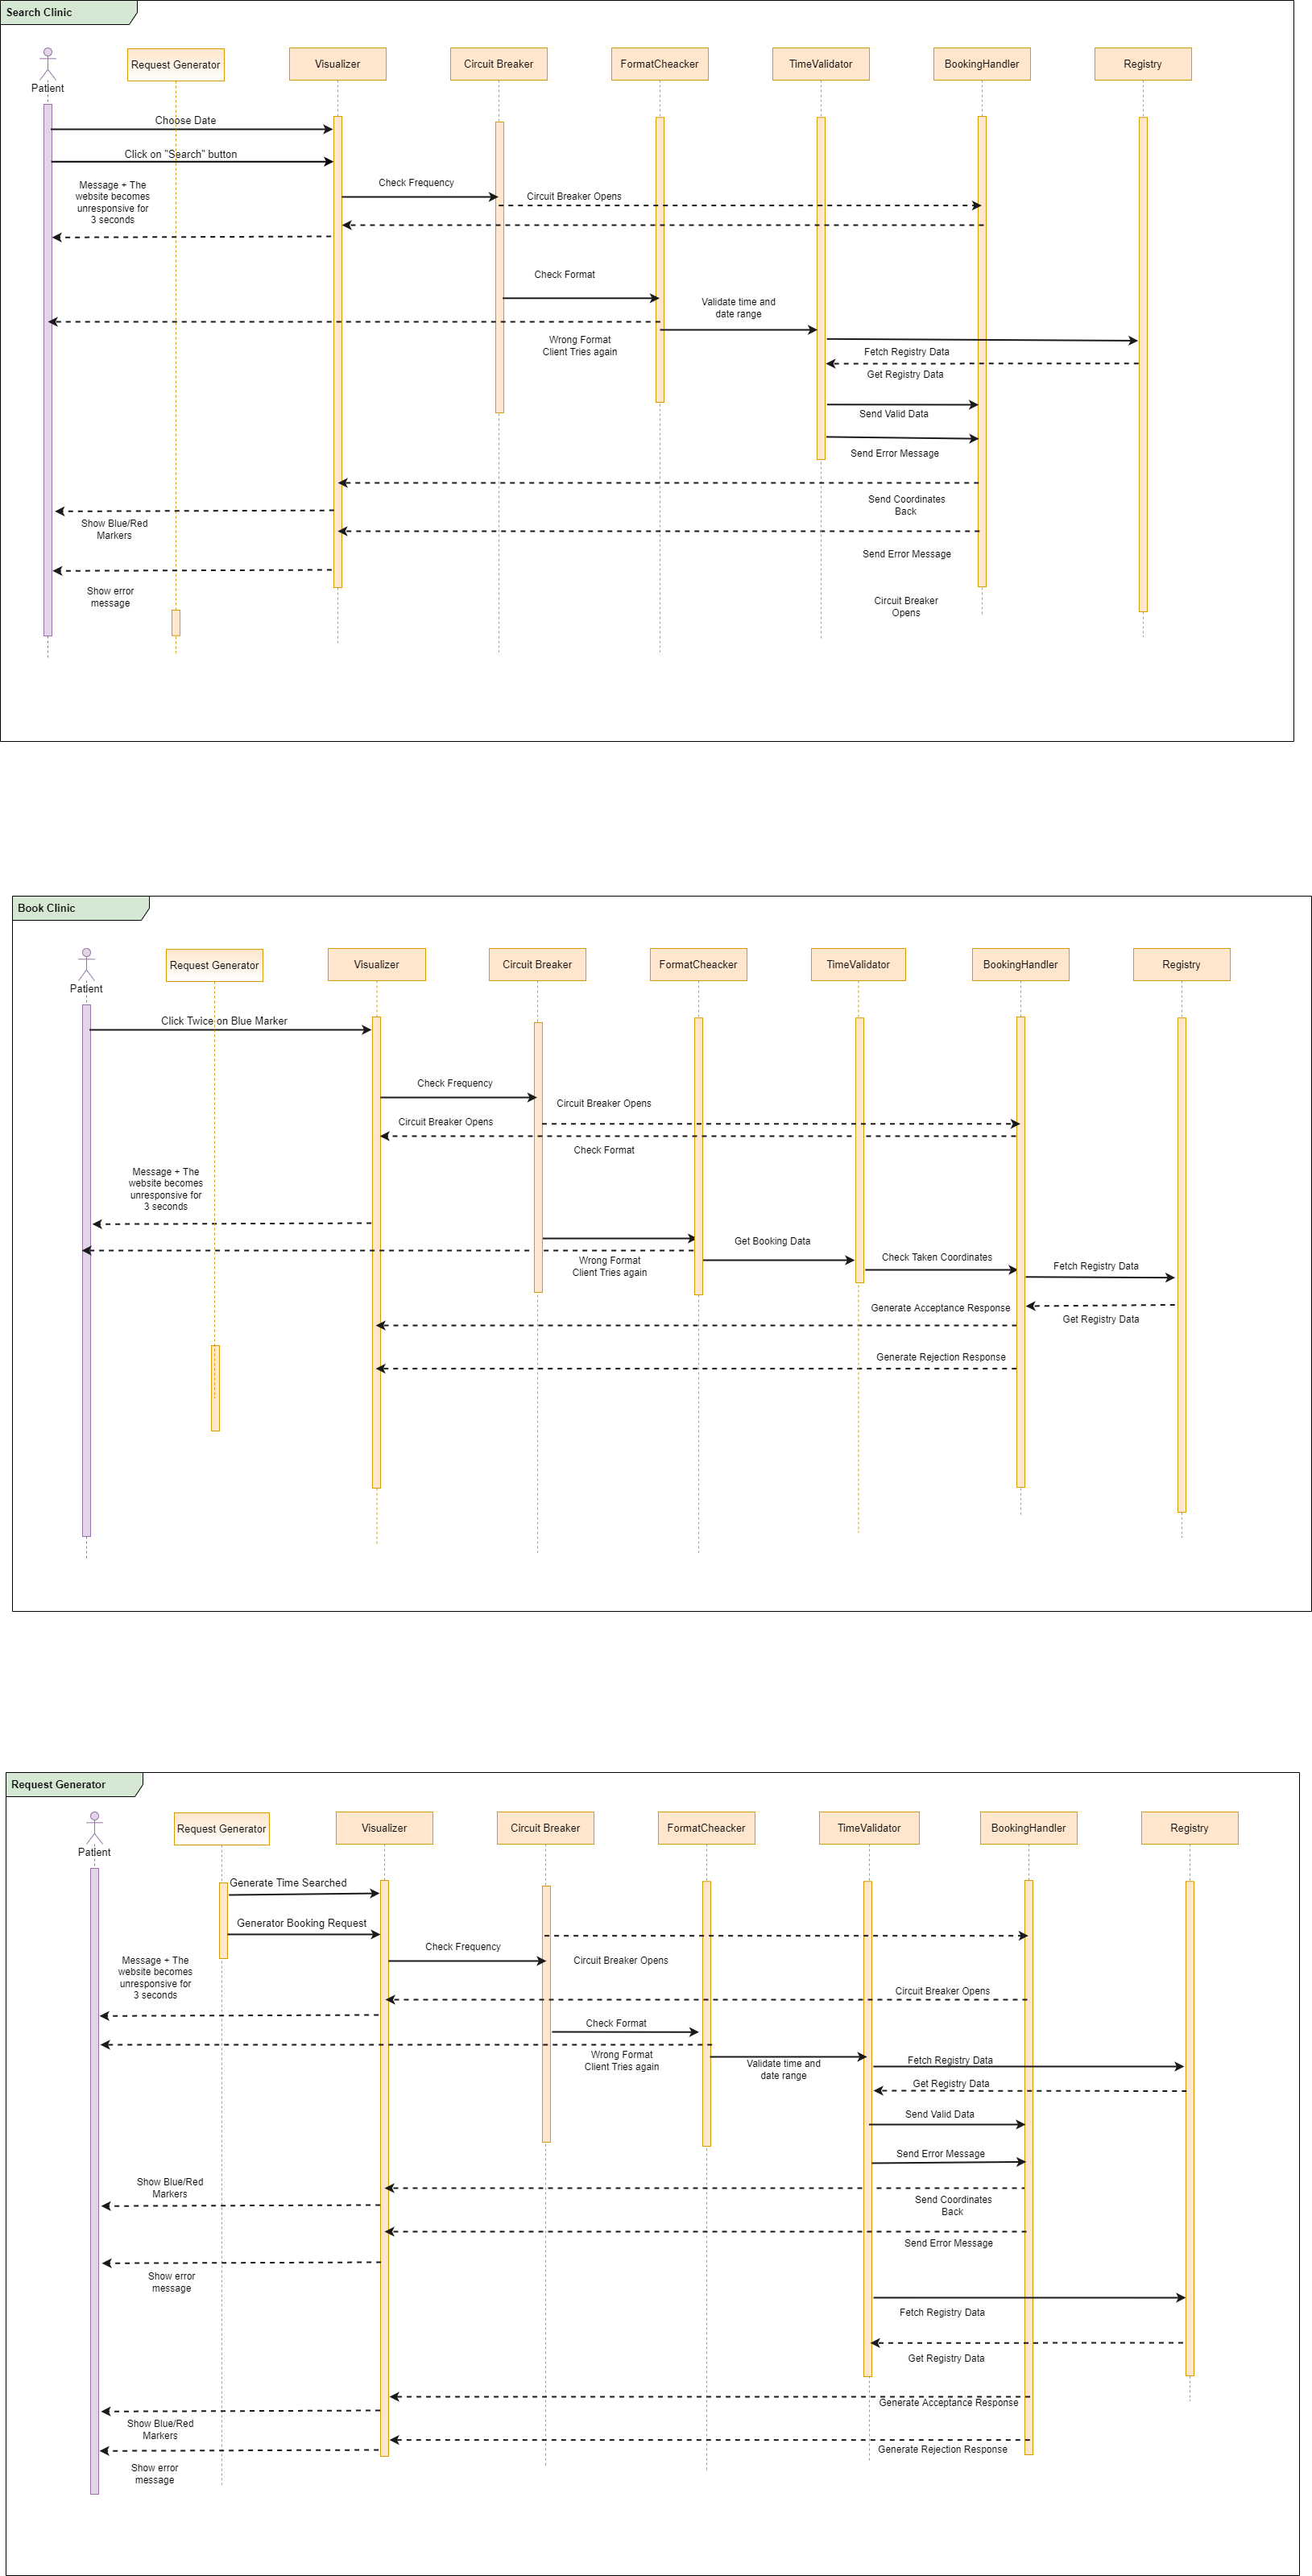 Search Clinic
Patient
Request Generator
Visualizer
Circuit Breaker
FormatCheacker
TimeValidator
BookingHandler
Registry
Choose Date
Click on "Search" button
Message + The
website becomes
unresponsive for
3 seconds
Check Frequency
Circuit Breaker Opens
Check Format
Validate time and
date range
Wrong Format
Client Tries again
Fetch Registry Data
Get Registry Data
Send Valid Data
Send Error Message
Send Coordinates
Back
Show Blue/Red
Markers
Send Error Message
Show error
message
Circuit Breaker
Opens
Book Clinic
Patient
Request Generator
Visualizer
Circuit Breaker
FormatCheacker
TimeValidator
BookingHandler
Registry
Click Twice on Blue Marker
Check Frequency
Circuit Breaker Opens
Circuit Breaker Opens
Check Format
Message + The
website becomes
unresponsive for
3 seconds
Get Booking Data
Wrong Format
Client Tries again
Check Taken Coordinates
Fetch Registry Data
Generate Acceptance Response
Get Registry Data
Generate Rejection Response
Request Generator
Patient
Request Generator
Visualizer
Circuit Breaker
FormatCheacker
TimeValidator
BookingHandler
Registry
Generate Time Searched
Generator Booking Request
Check Frequency
Circuit Breaker Opens
Message + The
website becomes
unresponsive for
3 seconds
Circuit Breaker Opens
Check Format
Wrong Format
Client Tries again
Validate time and
date range
Fetch Registry Data
Get Registry Data
Send Valid Data
Send Error Message
Show Blue/Red
Markers
Send Coordinates
Back
Send Error Message
Show error
message
Fetch Registry Data
Get Registry Data
Generate Acceptance Response
Show Blue/Red
Markers
Generate Rejection Response
Show error
message